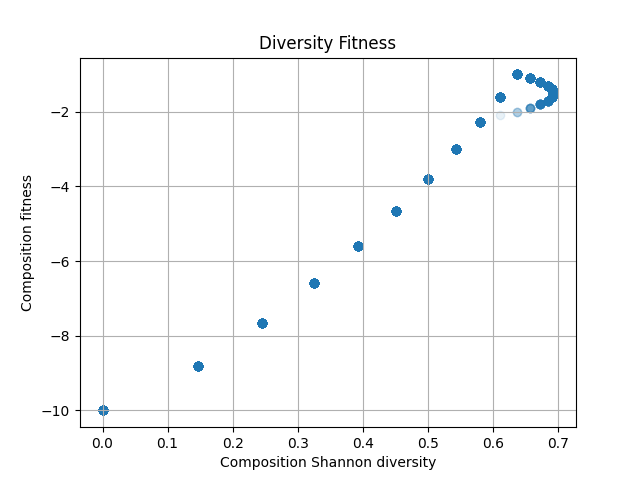 Diversity Fitness
−2
−4
−6
−8
−10
Composition fitness
0.0 0.1 0.2 0.3 0.4 0.5 0.6 0.7
Composition Shannon diversity